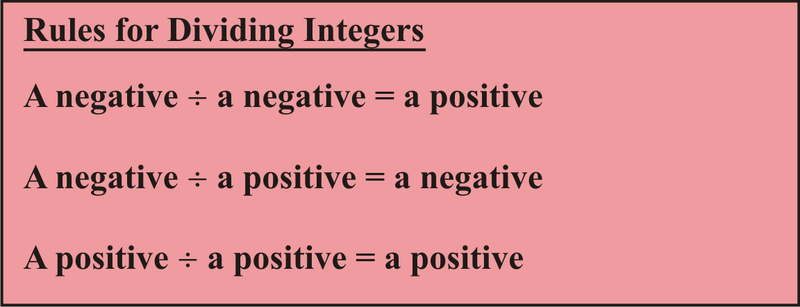 Rules for Dividing Integers
A negative ÷ a negative = a positive
A negative ÷ a positive = a negative
A positive ÷ a positive = a positive